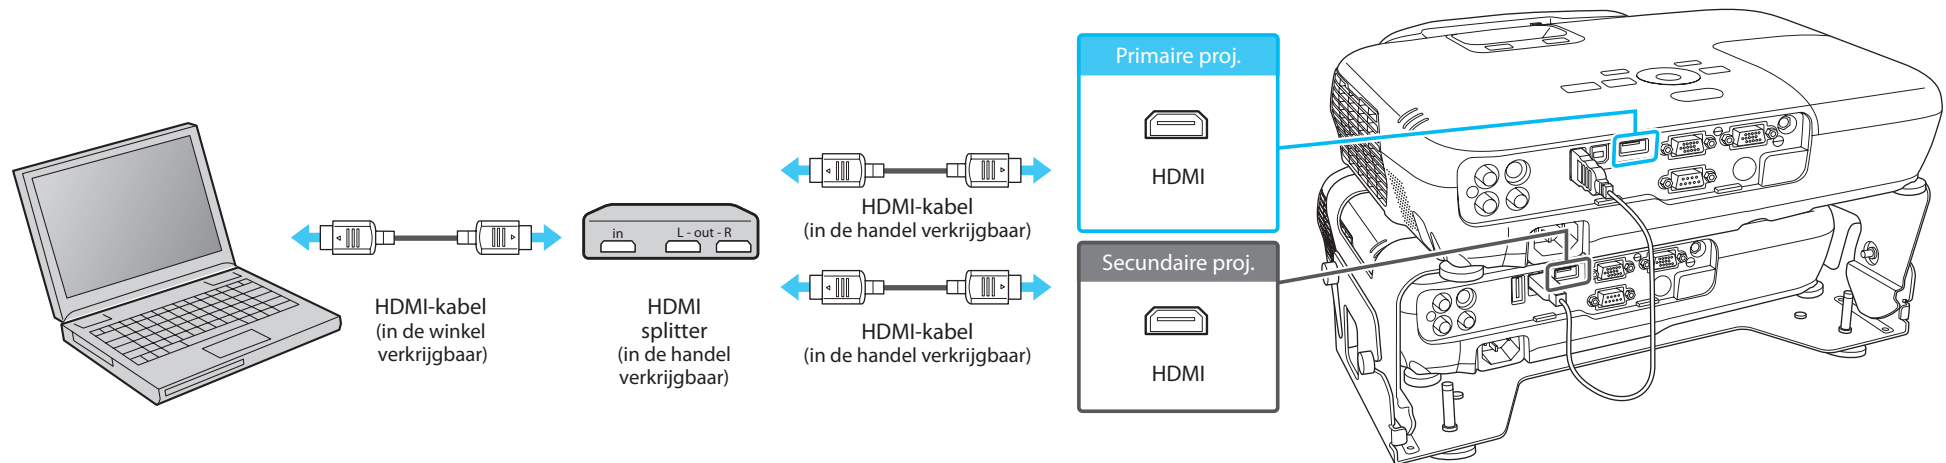 HDMI-kabel
(in de winkel
verkrijgbaar)
in
L - out - R
HDMI
splitter
(in de handel
verkrijgbaar)
HDMI-kabel
(in de handel verkrijgbaar)
HDMI-kabel
(in de handel verkrijgbaar)
Primaire proj.
HDMI
Secundaire proj.
HDMI